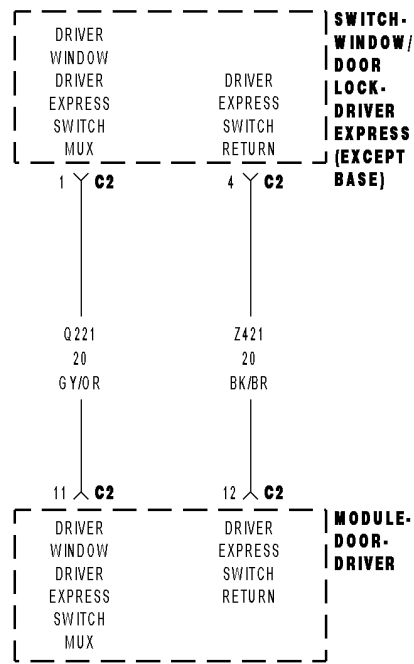 SWITCH-
WINDOW/
DOOR
LOCK-
DRIVER
EXPRESS
(EXCEPT
BASE)
DRIVER
WINDOW
DRIVER
EXPRESS
SWITCH
MUX
DRIVER
EXPRESS
SWITCH
RETURN
1 C2
4 C2
Q221
20
GY/OR
Z421
20
BK/BR
11 C2
12 C2
DRIVER
WINDOW
DRIVER
EXPRESS
SWITCH
MUX
DRIVER
EXPRESS
SWITCH
RETURN
MODULE-
DOOR-
DRIVER